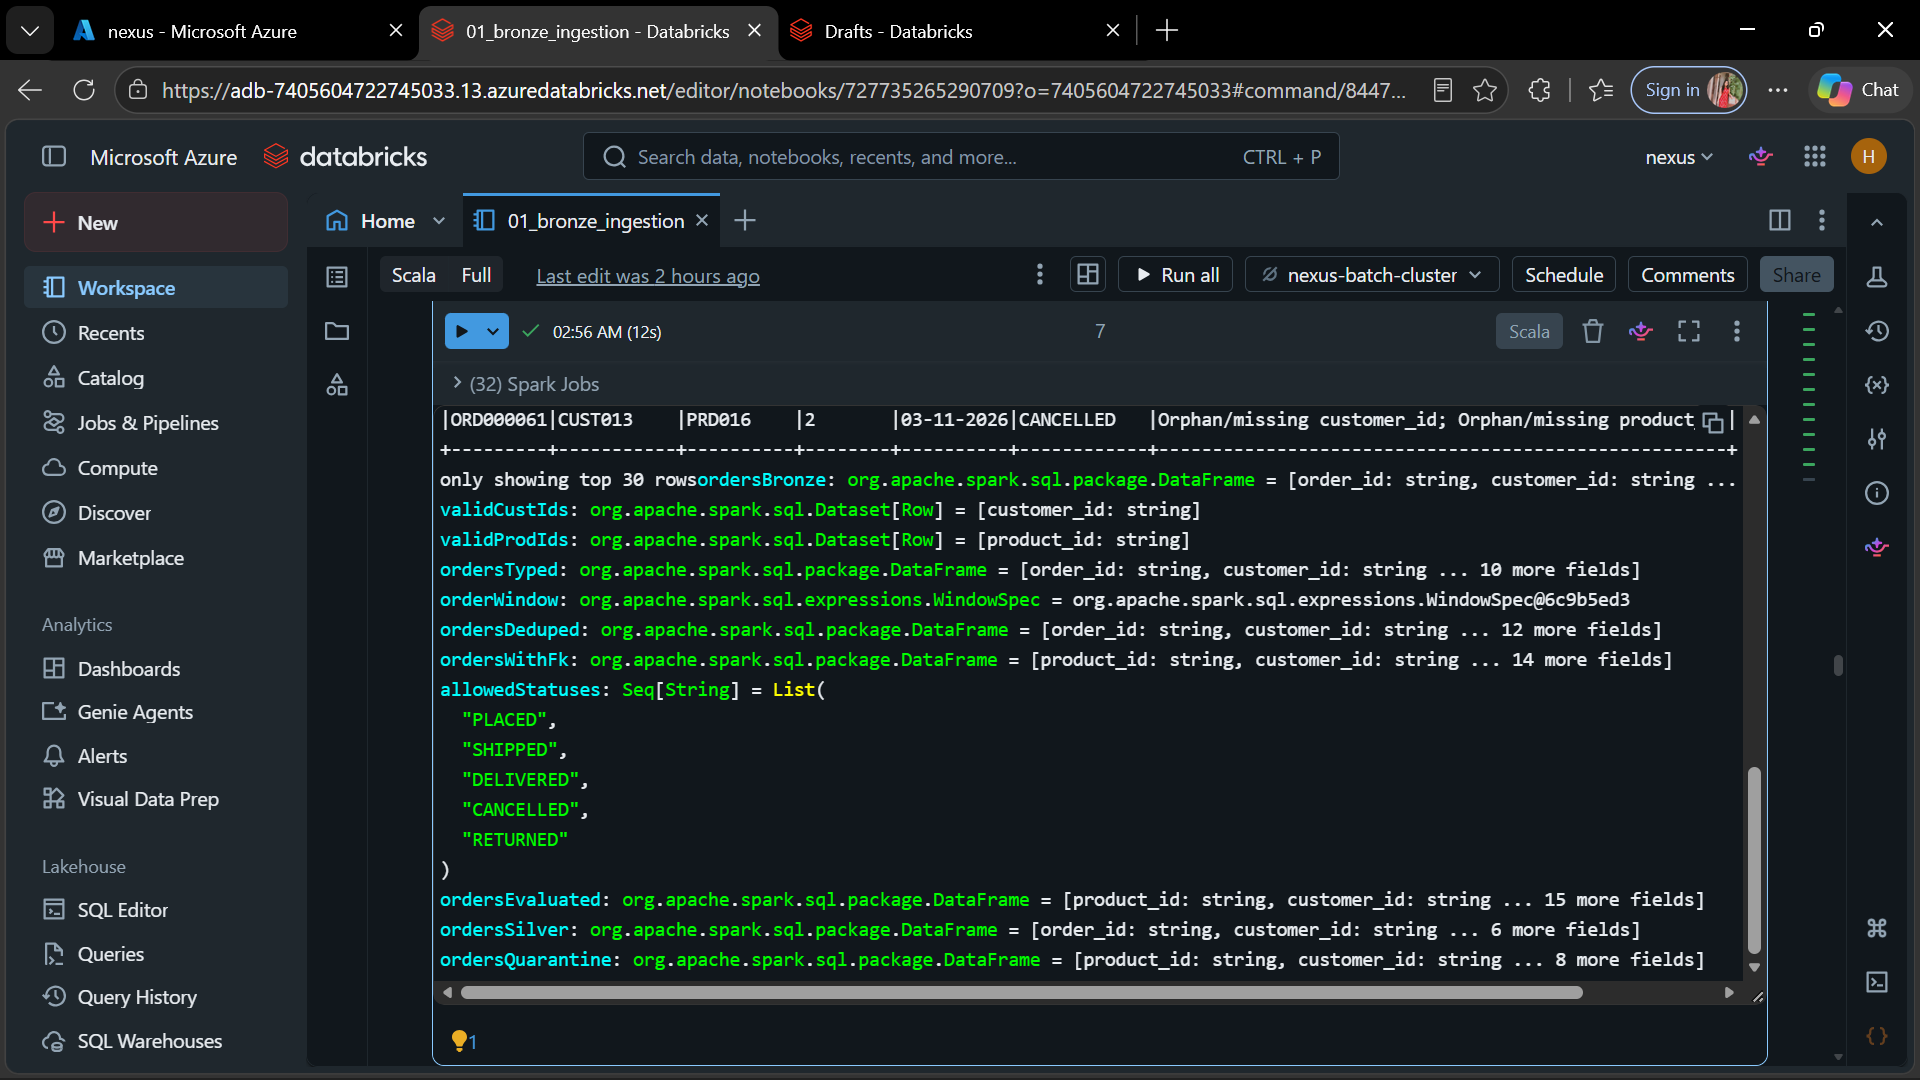 nexus - Microsoft Azure
01_bronze_ingestion - Databricks
Drafts - Databricks
https://adb-7405604722745033.13.azuredatabricks.net/editor/notebooks/727735265290709?o=7405604722745033#command/8447...
Sign in
Chat
Microsoft Azure
databricks
Search data, notebooks, recents, and more...
CTRL + P
nexus
H
New
Home
01_bronze_ingestion
Scala
Full
Last edit was 2 hours ago
Run all
nexus-batch-cluster
Schedule
Comments
Share
Workspace
Recents
Catalog
Jobs & Pipelines
Compute
Discover
Marketplace
Analytics
Dashboards
Genie Agents
Alerts
Visual Data Prep
Lakehouse
SQL Editor
Queries
Query History
SQL Warehouses
02:56 AM (12s)
7
Scala
(32) Spark Jobs
|ORD000061|CUST013    |PRD016    |2       |03-11-2026|CANCELLED   |Orphan/missing customer_id; Orphan/missing product |
+---------+-----------+----------+--------+----------+------------+------------------------------------------------------+
only showing top 30 rowsordersBronze: org.apache.spark.sql.package.DataFrame = [order_id: string, customer_id: string ...
validCustIds: org.apache.spark.sql.Dataset[Row] = [customer_id: string]
validProdIds: org.apache.spark.sql.Dataset[Row] = [product_id: string]
ordersTyped: org.apache.spark.sql.package.DataFrame = [order_id: string, customer_id: string ... 10 more fields]
orderWindow: org.apache.spark.sql.expressions.WindowSpec = org.apache.spark.sql.expressions.WindowSpec@6c9b5ed3
ordersDeduped: org.apache.spark.sql.package.DataFrame = [order_id: string, customer_id: string ... 12 more fields]
ordersWithFk: org.apache.spark.sql.package.DataFrame = [product_id: string, customer_id: string ... 14 more fields]
allowedStatuses: Seq[String] = List(
"PLACED",
"SHIPPED",
"DELIVERED",
"CANCELLED",
"RETURNED"
)
ordersEvaluated: org.apache.spark.sql.package.DataFrame = [product_id: string, customer_id: string ... 15 more fields]
ordersSilver: org.apache.spark.sql.package.DataFrame = [order_id: string, customer_id: string ... 6 more fields]
ordersQuarantine: org.apache.spark.sql.package.DataFrame = [product_id: string, customer_id: string ... 8 more fields]
1